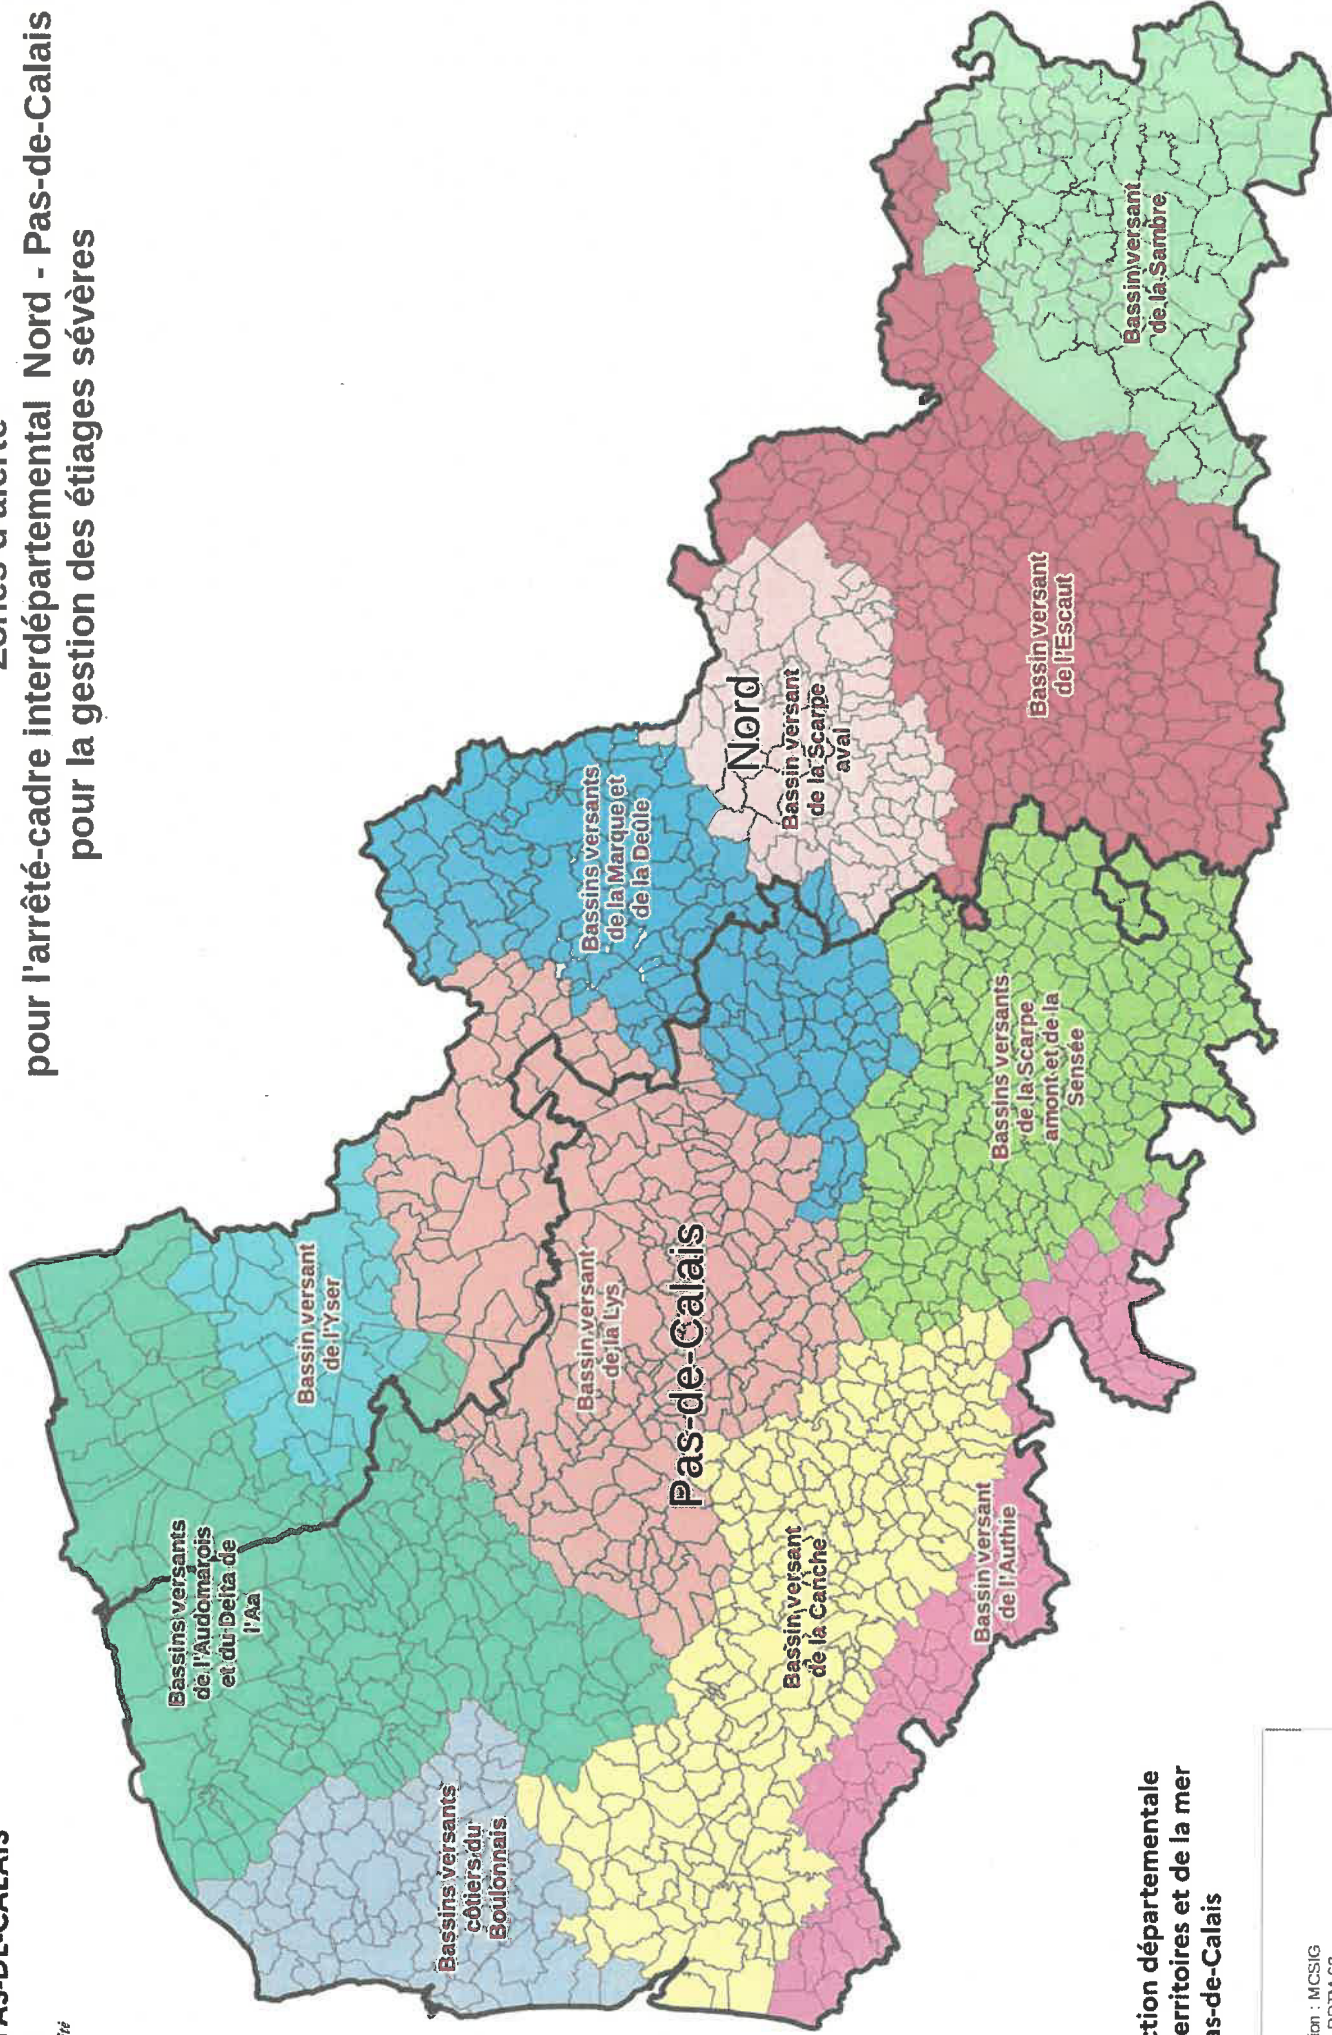 PAS-DE-CALAIS
Zones d'alerte
pour l'arrêté-cadre interdépartemental Nord - Pas-de-Calais
pour la gestion des étiages sévères
Bassins versants
de l'Audomarois
et du Delta de
l'Aa
Bassin versant
de l'Yser
Bassins versants
côtiers du
Boulonnais
Bassin versant
de la Lys
Bassins versants
de la Marque et
de la Deûle
Pas-de-Calais
Nord
Bassin versant
de la Scarpe
aval
Bassin versant
de la Canche
Bassin versant
de l'Authie
Bassins versants
de la Scarpe
amont et de la
Sensée
Bassin versant
de l'Escaut
Bassin versant
de la Sambre
ction départementale
erritoires et de la mer
as-de-Calais
ion : MCSIG